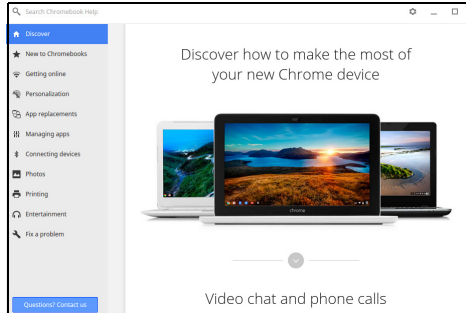 Search Chromebook Help
Discover
New to Chromebooks
Getting online
Personalization
App replacements
Managing apps
Connecting devices
Photos
Printing
Entertainment
Fix a problem
Questions? Contact us
Discover how to make the most of
your new Chrome device
chrome
Video chat and phone calls